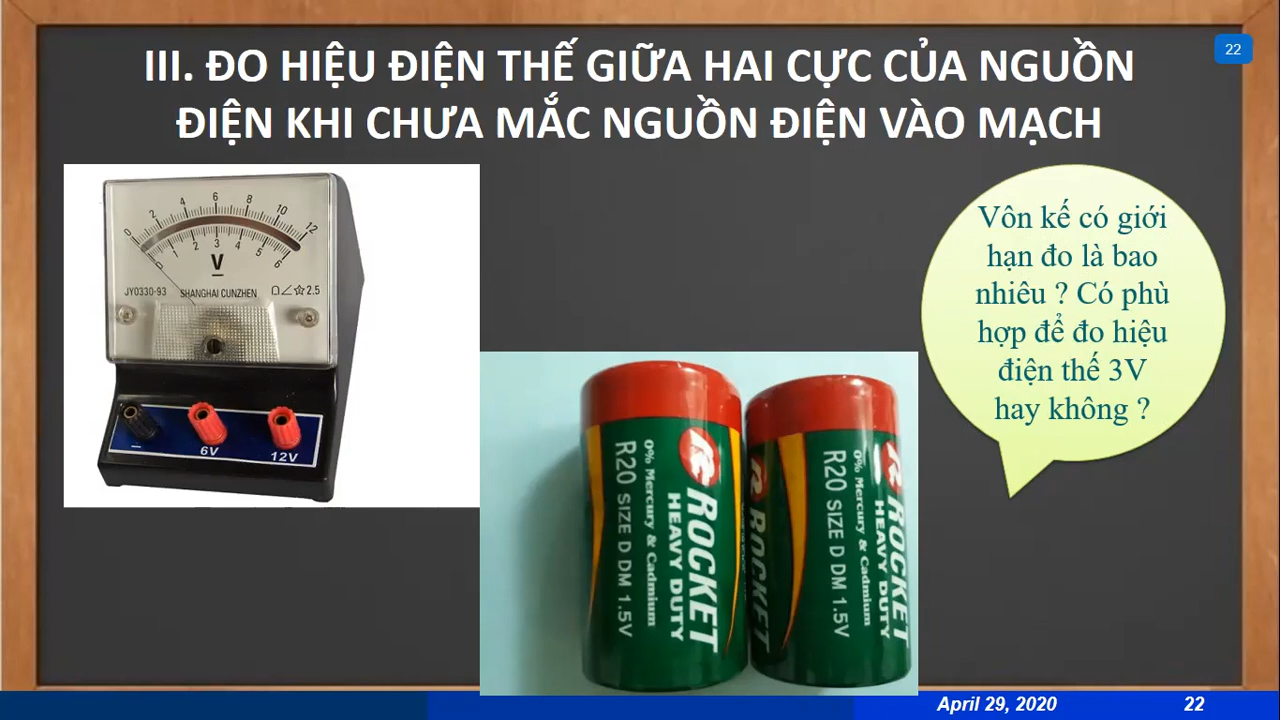 III. ĐO HIỆU ĐIỆN THẾ GIỮA HAI CỰC CỦA NGUỒN
ĐIỆN KHI CHƯA MẮC NGUỒN ĐIỆN VÀO MẠCH
22
0 2 4 6 8 10 12
0 1 2 3 4 5 6
V
JY0330-93 SHANGHAI CUNZHEN 2.5
− 6V 12V
Vôn kế có giới
hạn đo là bao
nhiêu ? Có phù
hợp để đo hiệu
điện thế 3V
hay không ?
ROCKET
HEAVY DUTY
0% Mercury & Cadmium
R20 SIZE D DM 1.5V
ROCKET
ROCKET
HEAVY DUTY
0% Mercury & Cadmium
R20 SIZE D DM 1.5V
April 29, 2020
22